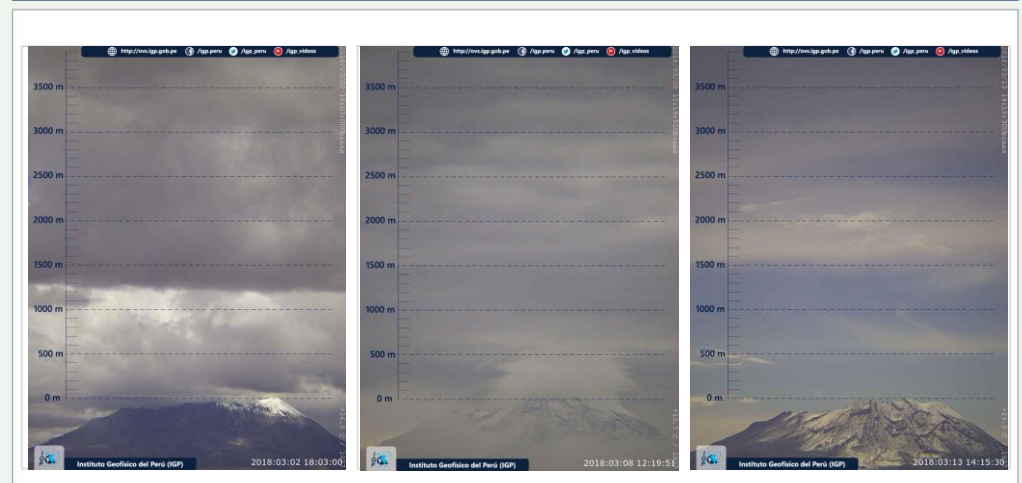 http://ovs.igp.gob.pe /igp.peru /igp_peru /igp_videos
3500 m
3000 m
2500 m
2000 m
1500 m
1000 m
500 m
0 m
Instituto Geofísico del Perú (IGP)
2018:03:02 18:03:00
http://ovs.igp.gob.pe /igp.peru /igp_peru /igp_videos
3500 m
3000 m
2500 m
2000 m
1500 m
1000 m
500 m
0 m
Instituto Geofísico del Perú (IGP)
2018:03:08 12:19:51
http://ovs.igp.gob.pe /igp.peru /igp_peru /igp_videos
3500 m
3000 m
2500 m
2000 m
1500 m
1000 m
500 m
0 m
Instituto Geofísico del Perú (IGP)
2018:03:13 14:15:30